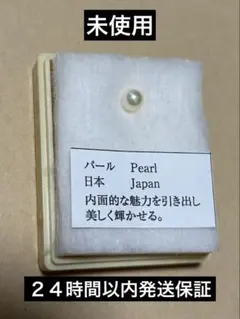 未使用
パール Pearl
日本 Japan
内面的な魅力を引き出し
美しく輝かせる。
２４時間以内発送保証